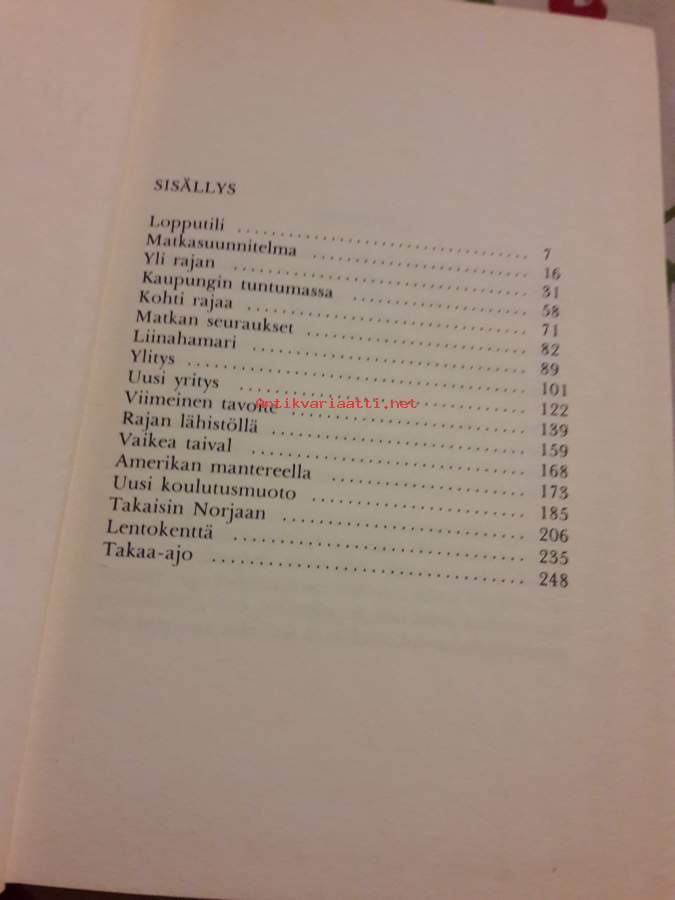 SISÄLLYS
Lopputili ................................ 7
Matkasuunnitelma ........................ 16
Yli rajan ................................ 31
Kaupungin tuntumassa ................... 58
Kohti rajaa .............................. 71
Matkan seuraukset ........................ 82
Liinahamari .............................. 89
Ylitys ................................... 101
Uusi yritys .............................. 122
Viimeinen tavoite ........................ 139
Rajan lähistöllä ......................... 159
Vaikea taival ............................ 168
Amerikan mantereella ..................... 173
Uusi koulutusmuoto ....................... 185
Takaisin Norjaan ......................... 206
Lentokenttä .............................. 235
Takaa-ajo ................................ 248
Antikvariaatti.net